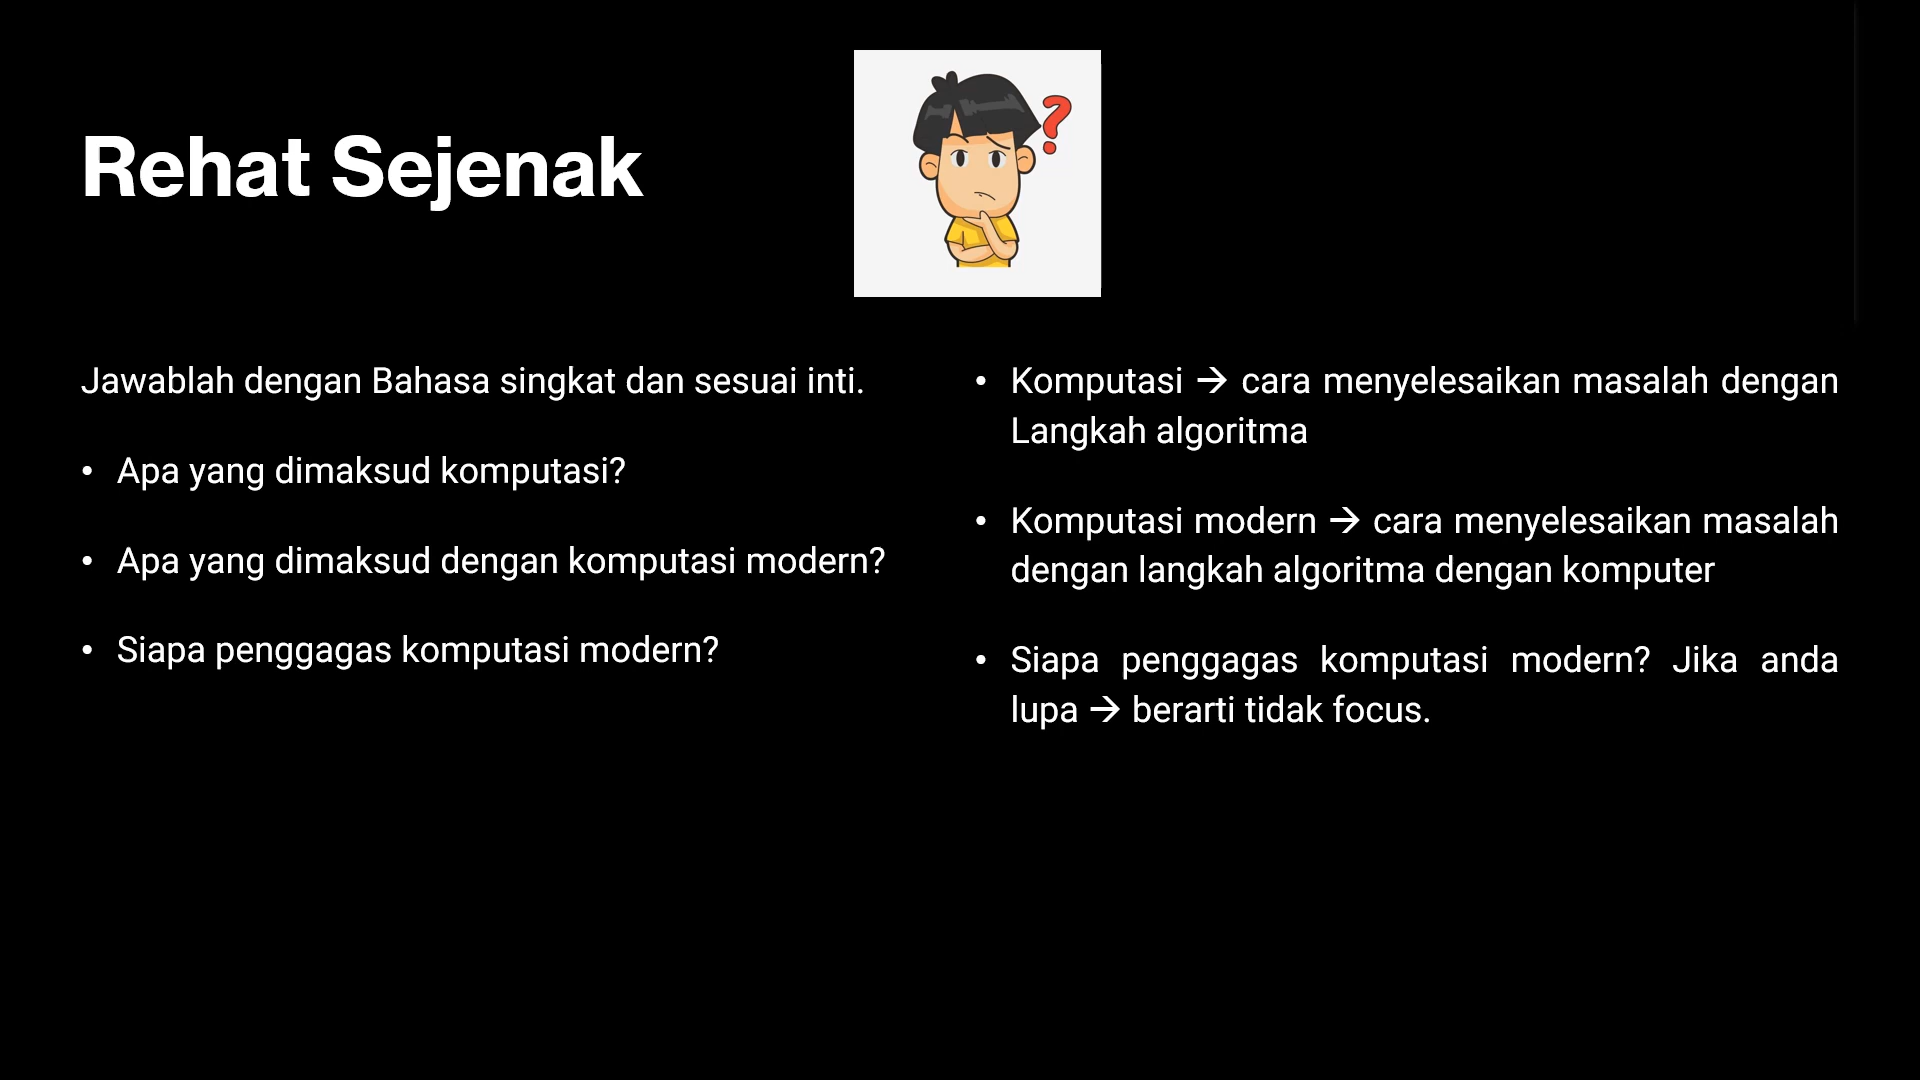 Rehat Sejenak
?
Jawablah dengan Bahasa singkat dan sesuai inti.
• Apa yang dimaksud komputasi?
• Apa yang dimaksud dengan komputasi modern?
• Siapa penggagas komputasi modern?
• Komputasi → cara menyelesaikan masalah dengan
Langkah algoritma
• Komputasi modern → cara menyelesaikan masalah
dengan langkah algoritma dengan komputer
• Siapa penggagas komputasi modern? Jika anda
lupa → berarti tidak focus.